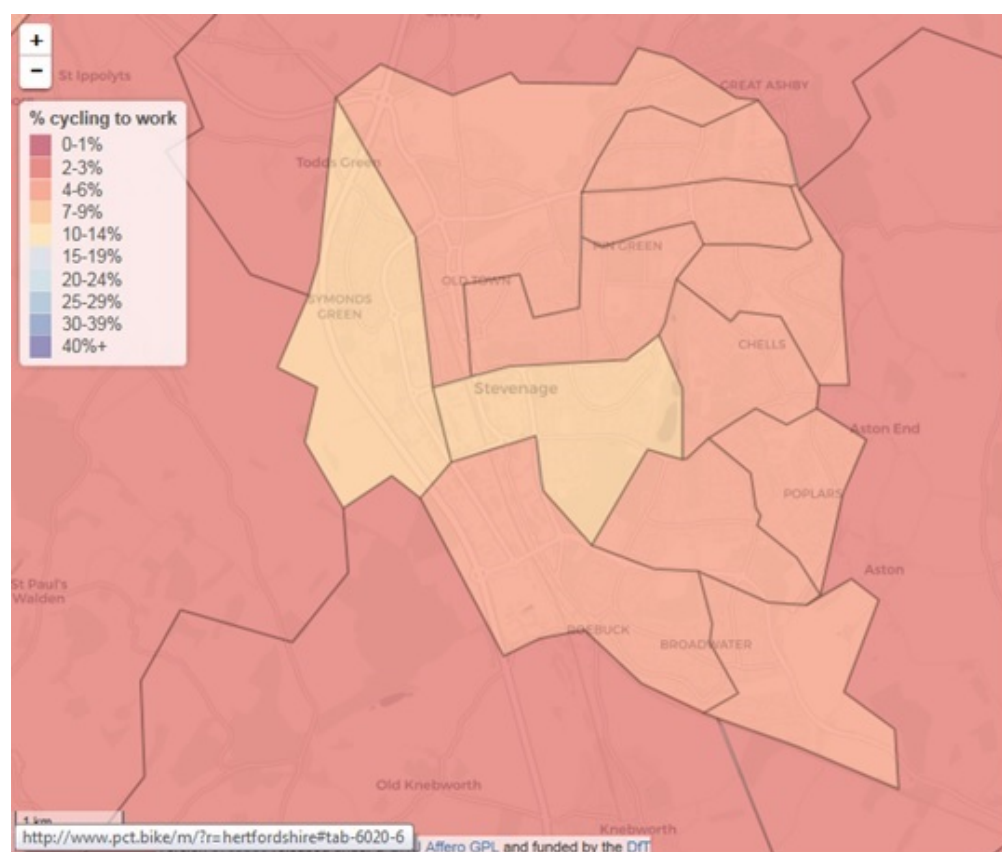 Graveley
+
−
St Ippolyts
GREAT ASHBY
% cycling to work
0-1%
2-3%
4-6%
7-9%
10-14%
15-19%
20-24%
25-29%
30-39%
40%+
Todds Green
PIN GREEN
OLD TOWN
SYMONDS
GREEN
CHELLS
Stevenage
Aston End
POPLARS
Aston
St Paul's
Walden
ROEBUCK
BROADWATER
Old Knebworth
1 km
Knebworth
http://www.pct.bike/m/?r=hertfordshire#tab-6020-6
Affero GPL and funded by the DfT